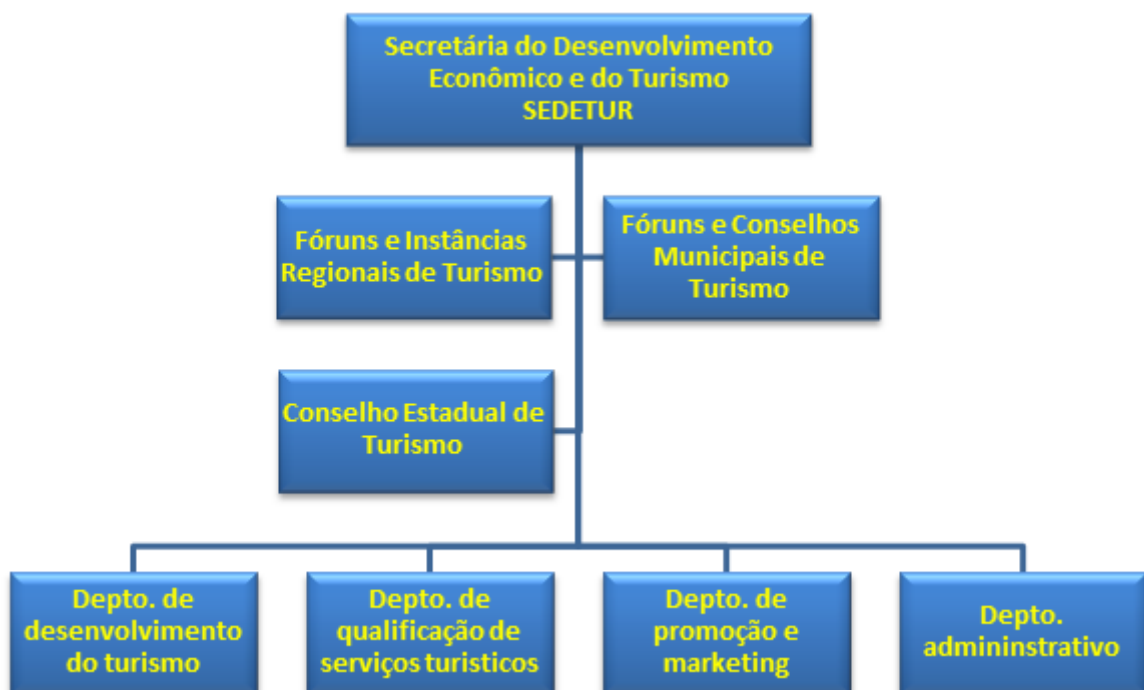 Secretária do Desenvolvimento
Econômico e do Turismo
SEDETUR
Fóruns e Instâncias
Regionais de Turismo
Fóruns e Conselhos
Municipais de
Turismo
Conselho Estadual de
Turismo
Depto. de
desenvolvimento
do turismo
Depto. de
qualificação de
serviços turisticos
Depto. de
promoção e
marketing
Depto.
admininstrativo